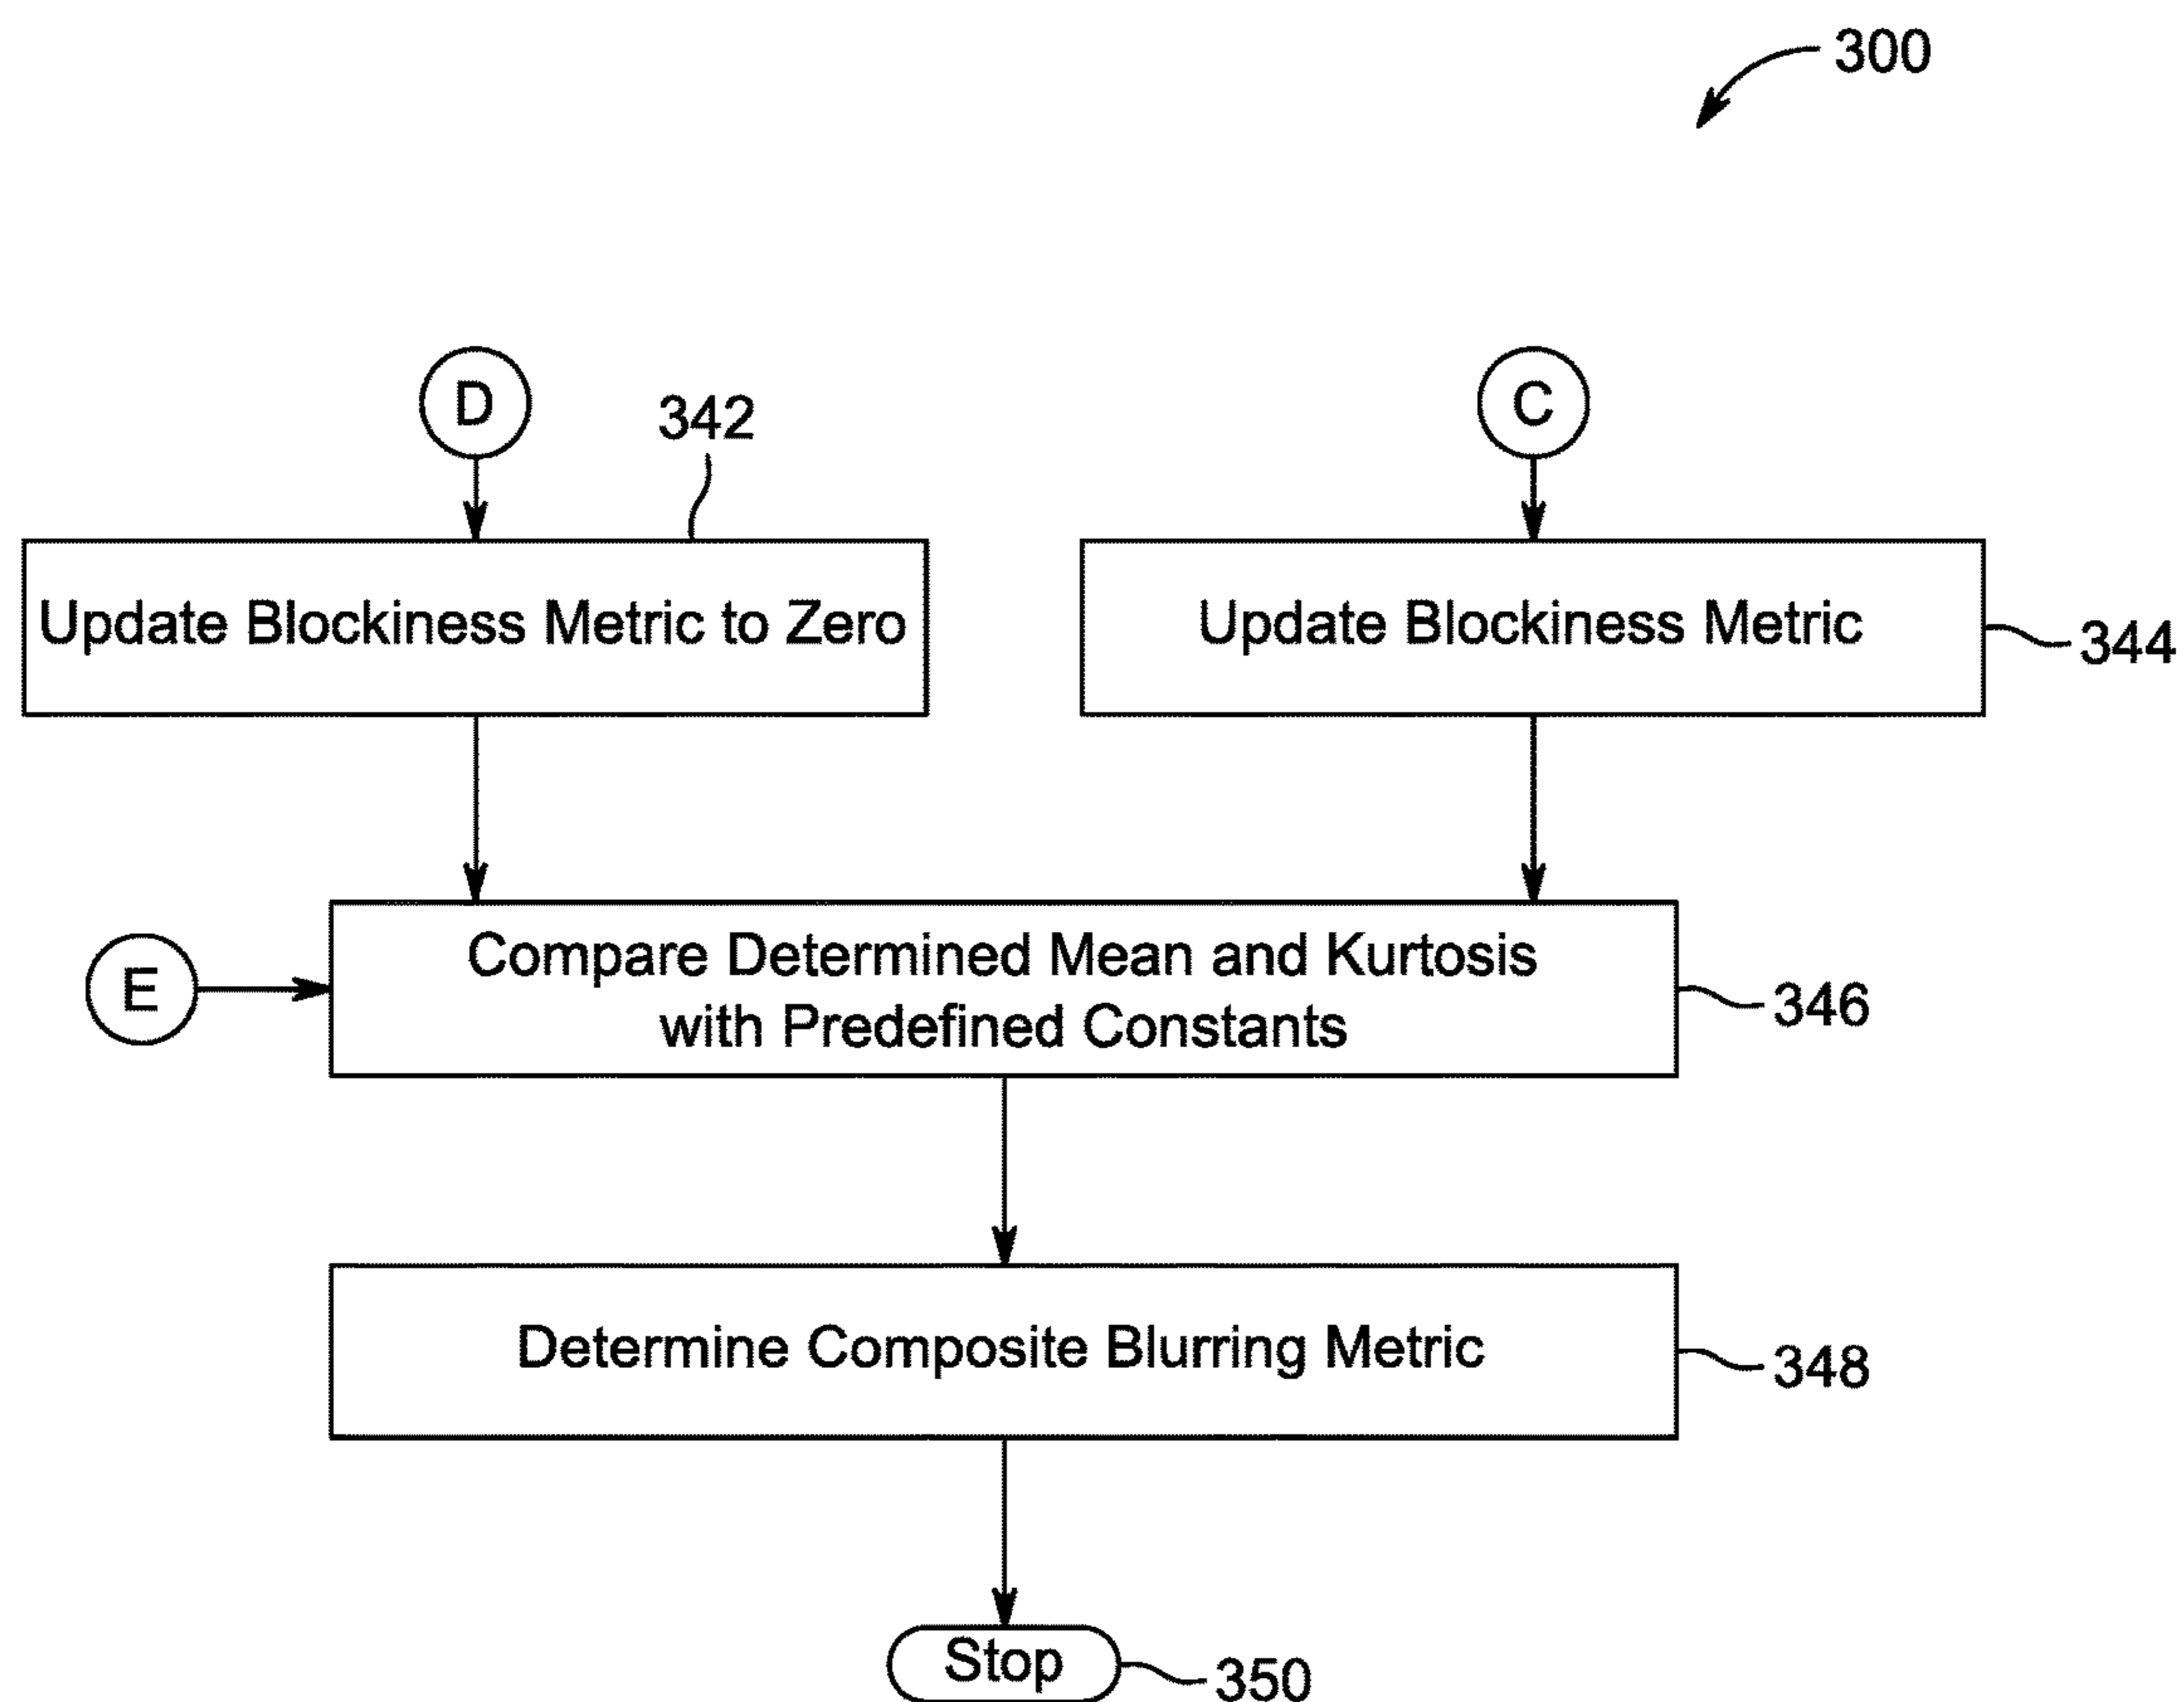 300
D
342
C
Update Blockiness Metric to Zero
Update Blockiness Metric
344
E
Compare Determined Mean and Kurtosis
with Predefined Constants
346
Determine Composite Blurring Metric
348
Stop
350